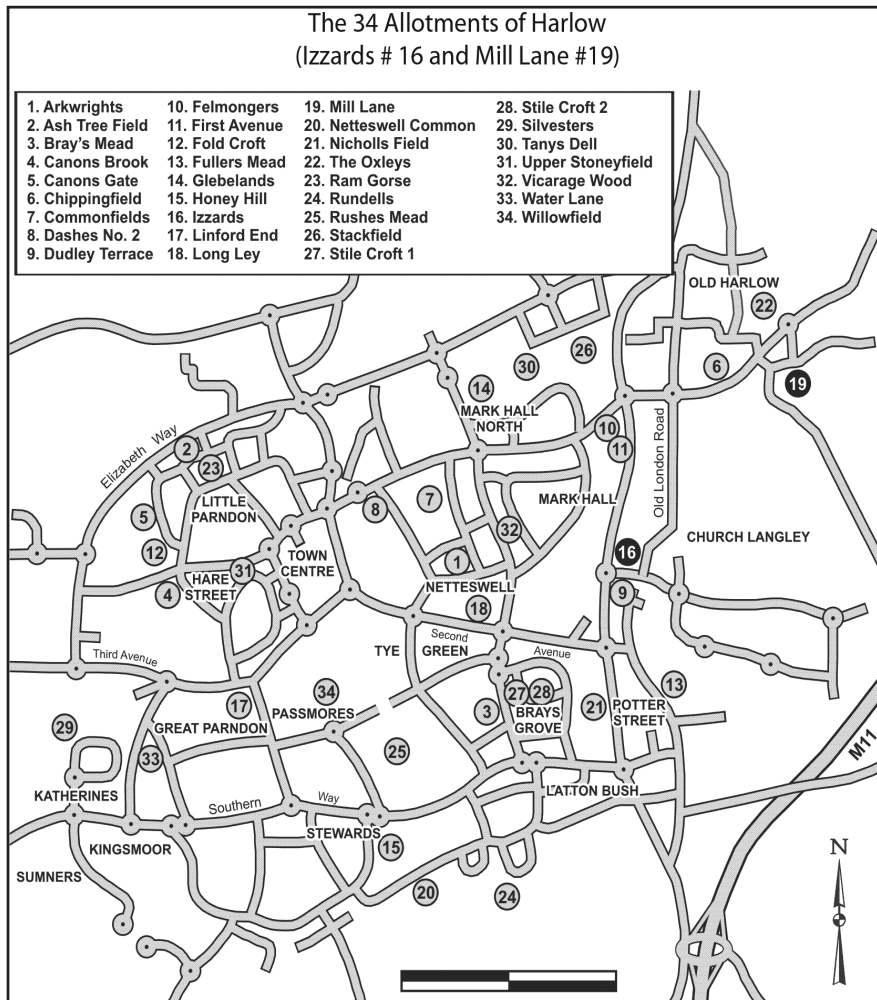 The 34 Allotments of Harlow
(Izzards # 16 and Mill Lane #19)
1. Arkwrights
2. Ash Tree Field
3. Bray's Mead
4. Canons Brook
5. Canons Gate
6. Chippingfield
7. Commonfields
8. Dashes No. 2
9. Dudley Terrace
10. Felmongers
11. First Avenue
12. Fold Croft
13. Fullers Mead
14. Glebelands
15. Honey Hill
16. Izzards
17. Linford End
18. Long Ley
19. Mill Lane
20. Netteswell Common
21. Nicholls Field
22. The Oxleys
23. Ram Gorse
24. Rundells
25. Rushes Mead
26. Stackfield
27. Stile Croft 1
28. Stile Croft 2
29. Silvesters
30. Tanys Dell
31. Upper Stoneyfield
32. Vicarage Wood
33. Water Lane
34. Willowfield
OLD HARLOW
22
26
30
6
19
14
MARK HALL
NORTH
10
11
Old London Road
Elizabeth Way
2
23
LITTLE
PARNDON
5
12
8
7
MARK HALL
32
CHURCH LANGLEY
16
9
TOWN
CENTRE
31
HARE
STREET
4
1
NETTESWELL
18
TYE
GREEN
Second
Avenue
Third Avenue
13
POTTER
STREET
21
27
28
BRAYS
GROVE
3
34
PASSMORES
17
GREAT PARNDON
29
33
25
M11
KATHERINES
LATTON BUSH
Southern
Way
STEWARDS
15
KINGSMOOR
SUMNERS
20
24
N